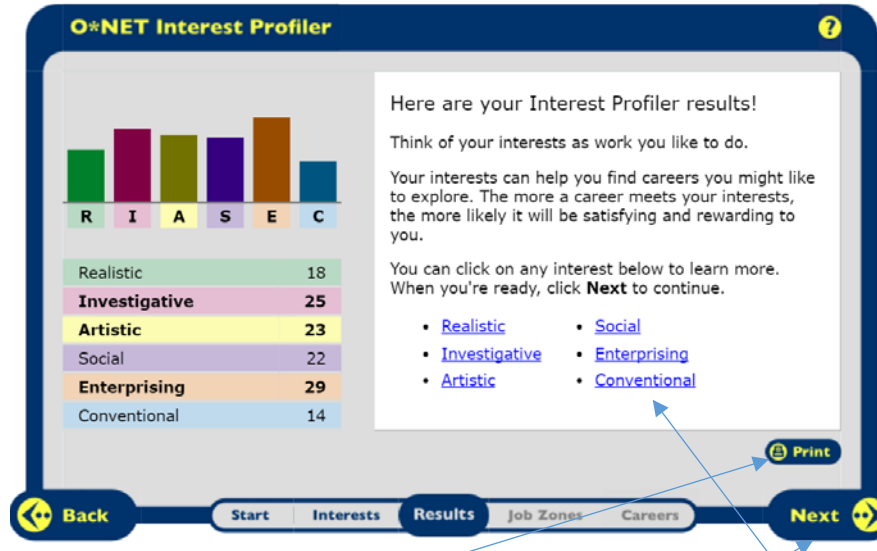 O*NET Interest Profiler
?
R I A S E C
Realistic 18
Investigative 25
Artistic 23
Social 22
Enterprising 29
Conventional 14
Here are your Interest Profiler results!
Think of your interests as work you like to do.
Your interests can help you find careers you might like
to explore. The more a career meets your interests,
the more likely it will be satisfying and rewarding to
you.
You can click on any interest below to learn more.
When you're ready, click Next to continue.
• Realistic
• Investigative
• Artistic
• Social
• Enterprising
• Conventional
Print
Back
Start Interests Results Job Zones Careers
Next